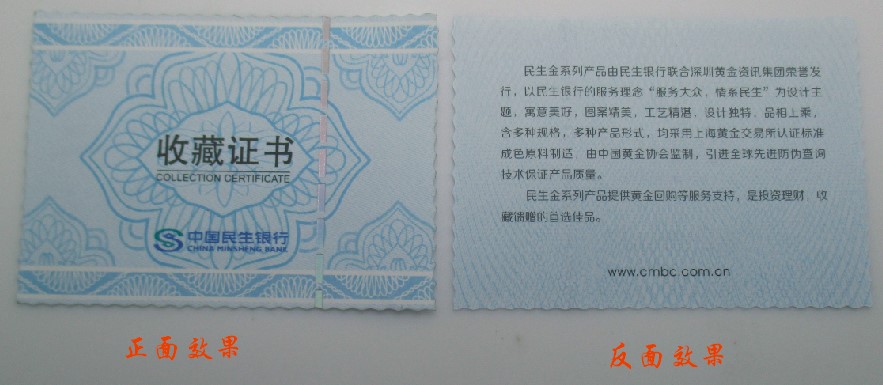 收藏证书
COLLECTION CERTIFICATE
中国民生银行
CHINA MINSHENG BANK
正面效果
民生金系列产品由民生银行联合深圳黄金资讯集团荣誉发
行，以民生银行的服务理念“服务大众，情系民生”为设计主
题，寓意美好，图案精美，工艺精湛，设计独特，品相上乘，
含多种规格，多种产品形式，均采用上海黄金交易所认证标准
成色原料制造，由中国黄金协会监制，引进全球先进防伪查询
技术保证产品质量。
民生金系列产品提供黄金回购等服务支持，是投资理财、收
藏馈赠的首选佳品。
www.cmbc.com.cn
反面效果